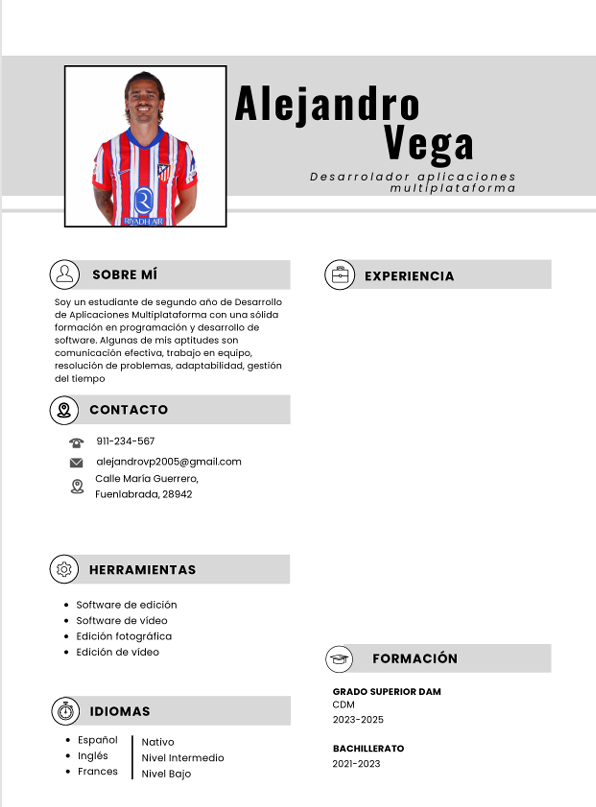 Alejandro
Vega
Desarrolador aplicaciones
multiplataforma
RIYADH AIR
SOBRE MÍ
Soy un estudiante de segundo año de Desarrollo
de Aplicaciones Multiplataforma con una sólida
formación en programación y desarrollo de
software. Algunas de mis aptitudes son
comunicación efectiva, trabajo en equipo,
resolución de problemas, adaptabilidad, gestión
del tiempo
CONTACTO
911-234-567
alejandrovp2005@gmail.com
Calle María Guerrero,
Fuenlabrada, 28942
HERRAMIENTAS
• Software de edición
• Software de vídeo
• Edición fotográfica
• Edición de vídeo
IDIOMAS
• Español Nativo
• Inglés Nivel Intermedio
• Frances Nivel Bajo
EXPERIENCIA
FORMACIÓN
GRADO SUPERIOR DAM
CDM
2023-2025
BACHILLERATO
2021-2023